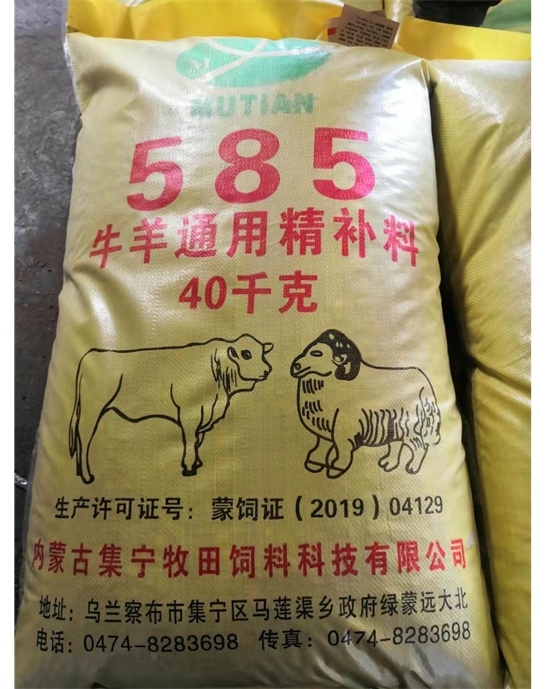 M
MUTIAN
585
牛羊通用精补料
40千克
生产许可证号：蒙饲证（2019）04129
内蒙古集宁牧田饲料科技有限公司
地址：乌兰察布市集宁区马莲渠乡政府绿蒙远大北
电话：0474-8283698 传真：0474-8283698